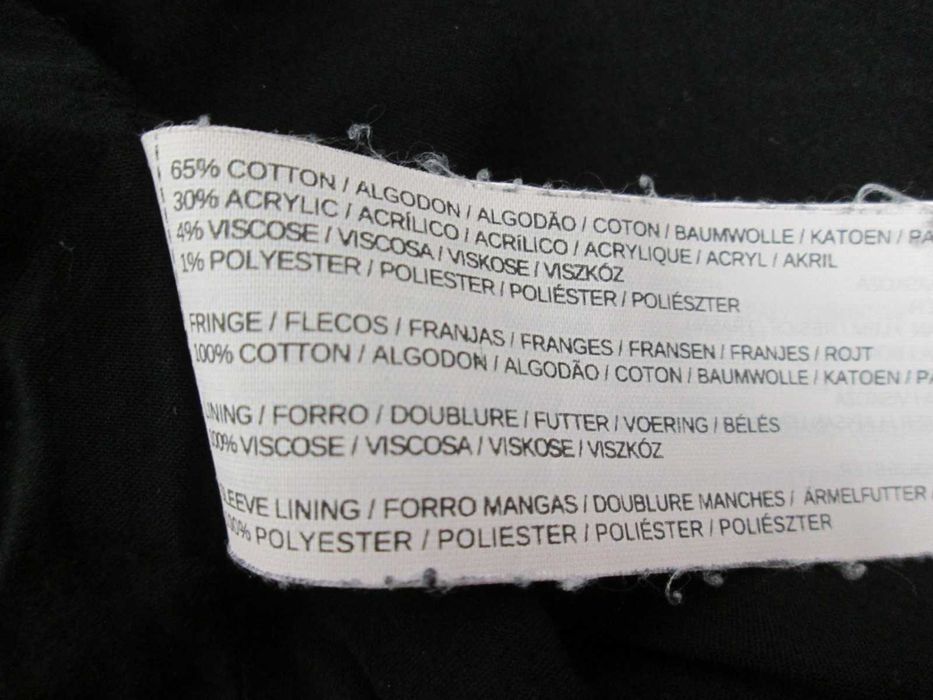 65% COTTON / ALGODON / ALGODÃO / COTON / BAUMWOLLE / KATOEN /
30% ACRYLIC / ACRÍLICO / ACRÍLICO / ACRYLIQUE / ACRYL / AKRIL
4% VISCOSE / VISCOSA / VISKOSE / VISZKÓZ
1% POLYESTER / POLIESTER / POLIÉSTER / POLIÉSZTER
FRINGE / FLECOS / FRANJAS / FRANGES / FRANSEN / FRANJES / ROJT
100% COTTON / ALGODON / ALGODÃO / COTON / BAUMWOLLE / KATOEN /
LINING / FORRO / DOUBLURE / FUTTER / VOERING / BÉLÉS
100% VISCOSE / VISCOSA / VISKOSE / VISZKÓZ
SLEEVE LINING / FORRO MANGAS / DOUBLURE MANCHES / ÄRMELFUTTER /
POLYESTER / POLIESTER / POLIÉSTER / POLIÉSZTER